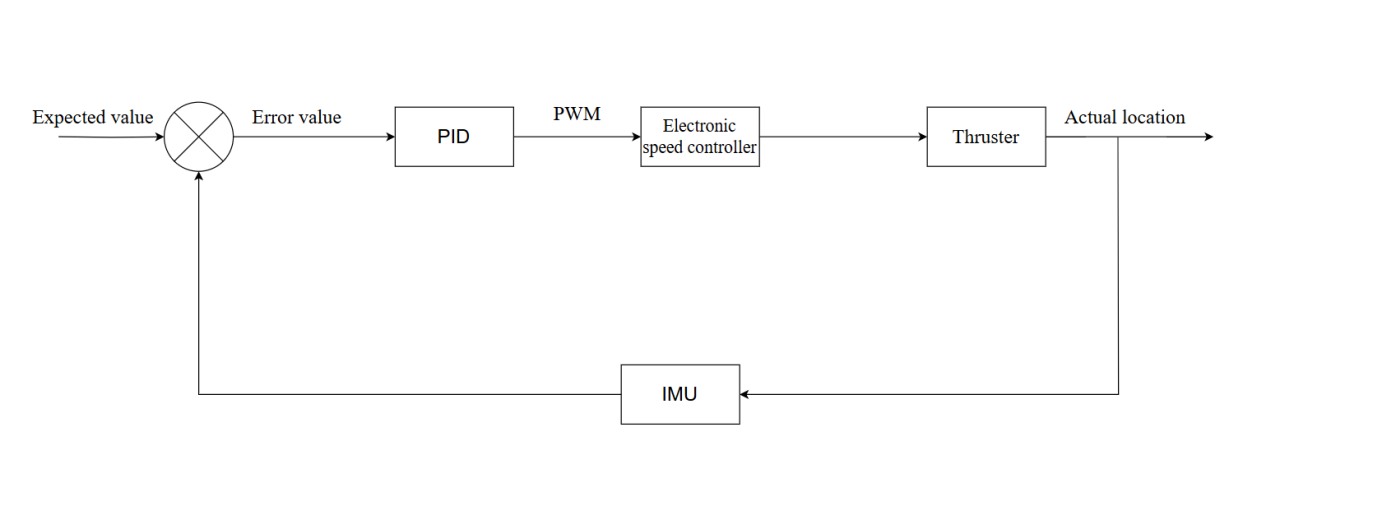 Expected value
Error value
PID
PWM
Electronic
speed controller
Thruster
Actual location
IMU